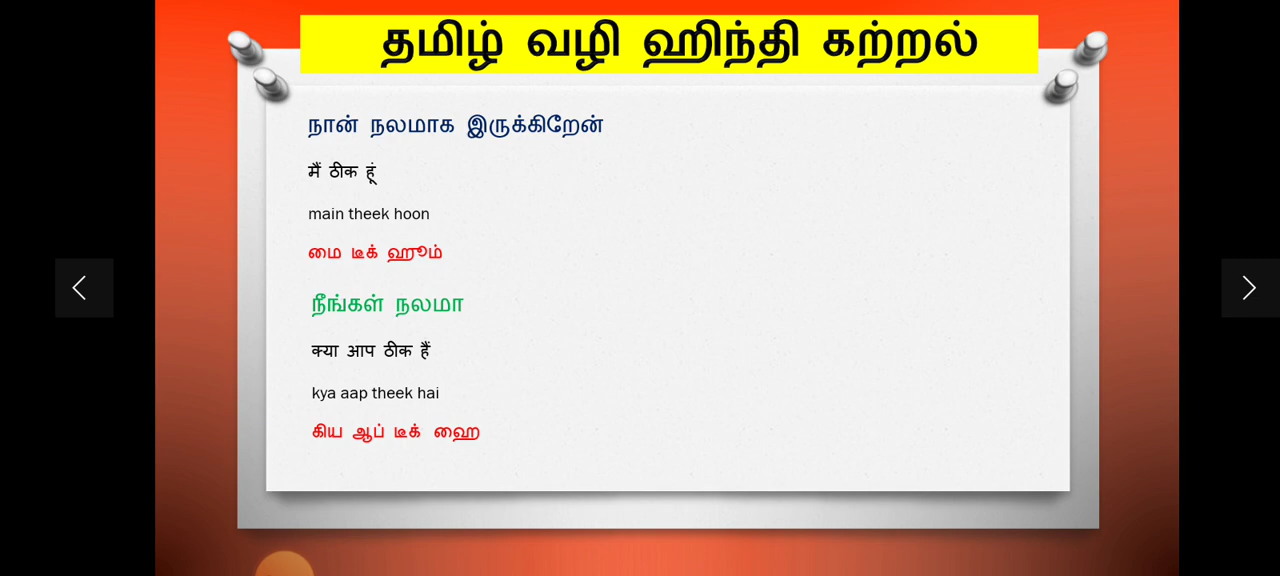 தமிழ் வழி ஹிந்தி கற்றல்
நான் நலமாக இருக்கிறேன்
मैं ठीक हूं
main theek hoon
மை டீக் ஹூம்
நீங்கள் நலமா
क्या आप ठीक हैं
kya aap theek hai
கிய ஆப் டீக் ஹை